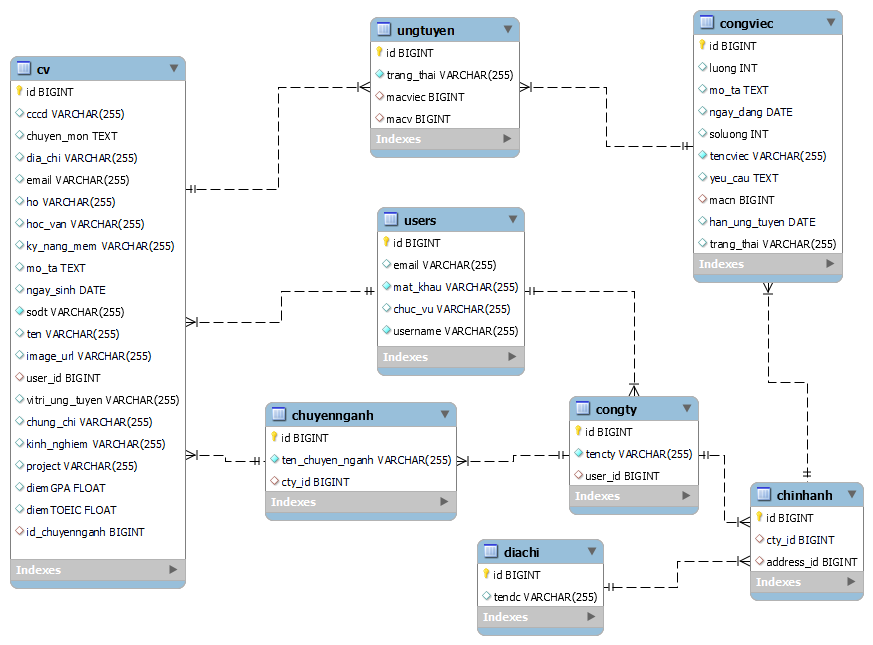 cv
id BIGINT
cccd VARCHAR(255)
chuyen_mon TEXT
dia_chi VARCHAR(255)
email VARCHAR(255)
ho VARCHAR(255)
hoc_van VARCHAR(255)
ky_nang_mem VARCHAR(255)
mo_ta TEXT
ngay_sinh DATE
sodt VARCHAR(255)
ten VARCHAR(255)
image_url VARCHAR(255)
user_id BIGINT
vitri_ung_tuyen VARCHAR(255)
chung_chi VARCHAR(255)
kinh_nghiem VARCHAR(255)
project VARCHAR(255)
diemGPA FLOAT
diemTOEIC FLOAT
id_chuyennganh BIGINT
Indexes
ungtuyen
id BIGINT
trang_thai VARCHAR(255)
macviec BIGINT
macv BIGINT
Indexes
congviec
id BIGINT
luong INT
mo_ta TEXT
ngay_dang DATE
soluong INT
tencviec VARCHAR(255)
yeu_cau TEXT
macn BIGINT
han_ung_tuyen DATE
trang_thai VARCHAR(255)
Indexes
users
id BIGINT
email VARCHAR(255)
mat_khau VARCHAR(255)
chuc_vu VARCHAR(255)
username VARCHAR(255)
Indexes
chuyennganh
id BIGINT
ten_chuyen_nganh VARCHAR(255)
cty_id BIGINT
Indexes
congty
id BIGINT
tencty VARCHAR(255)
user_id BIGINT
Indexes
chinhanh
id BIGINT
cty_id BIGINT
address_id BIGINT
Indexes
diachi
id BIGINT
tendc VARCHAR(255)
Indexes